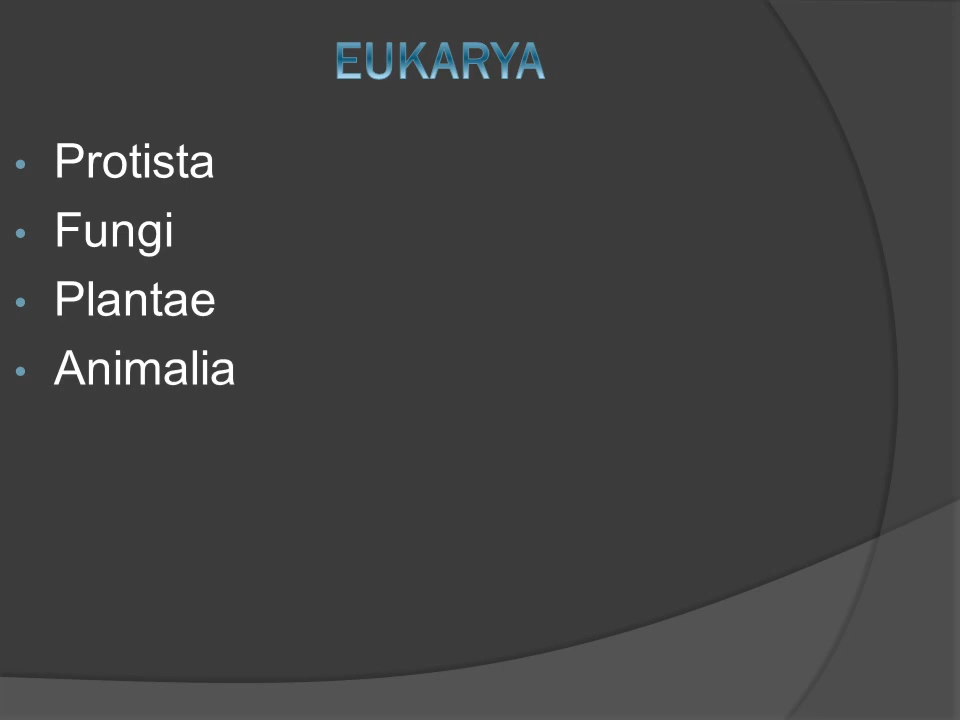 EUKARYA
• Protista
• Fungi
• Plantae
• Animalia